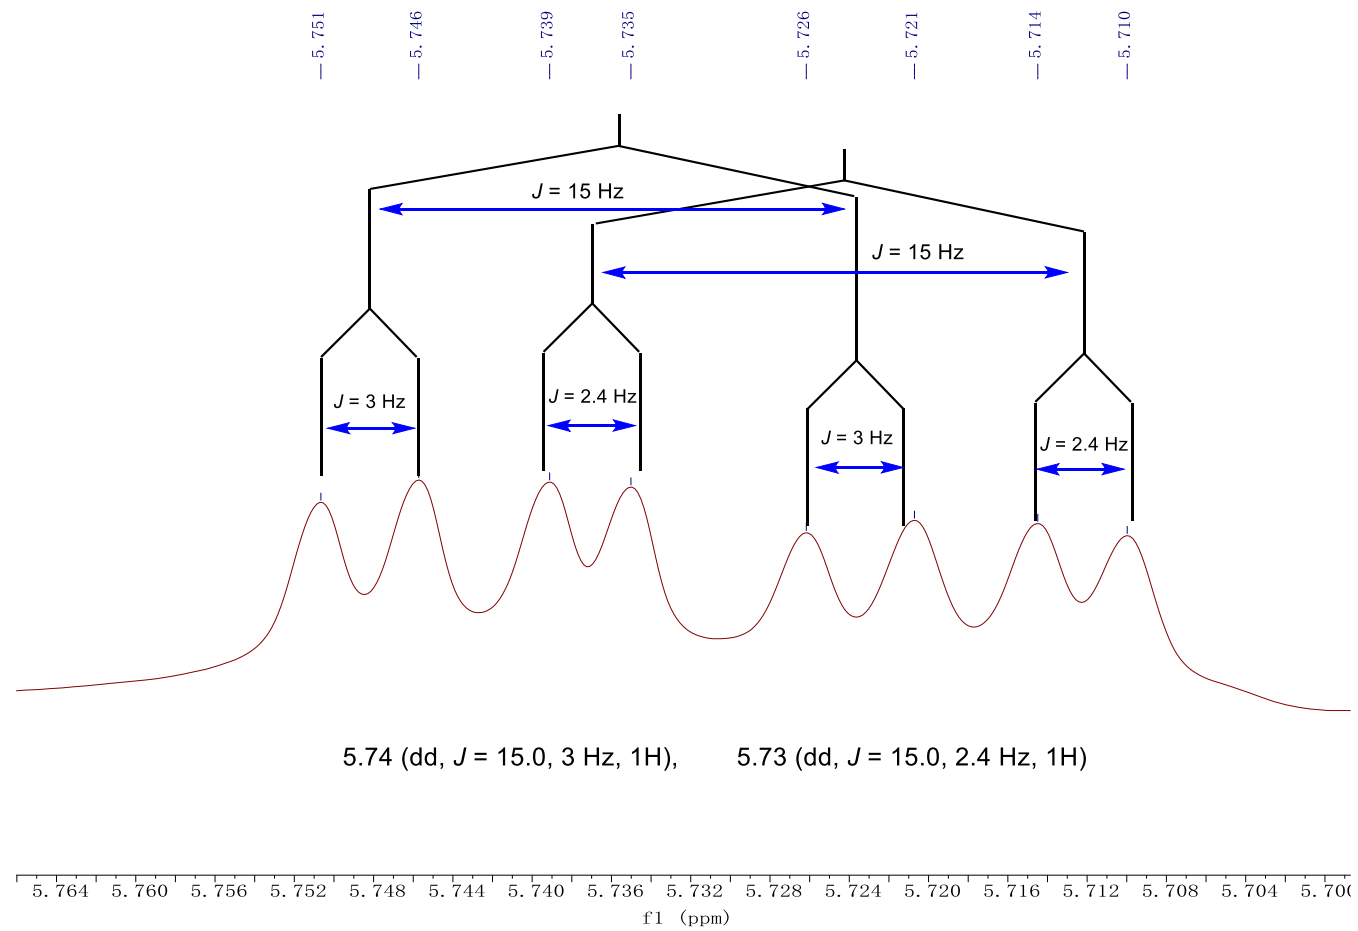 5.751
5.746
5.739
5.735
5.726
5.721
5.714
5.710
J = 15 Hz
J = 15 Hz
J = 3 Hz
J = 2.4 Hz
J = 3 Hz
J = 2.4 Hz
5.74 (dd, J = 15.0, 3 Hz, 1H), 5.73 (dd, J = 15.0, 2.4 Hz, 1H)
5.764 5.760 5.756 5.752 5.748 5.744 5.740 5.736 5.732 5.728 5.724 5.720 5.716 5.712 5.708 5.704 5.700
f1 (ppm)